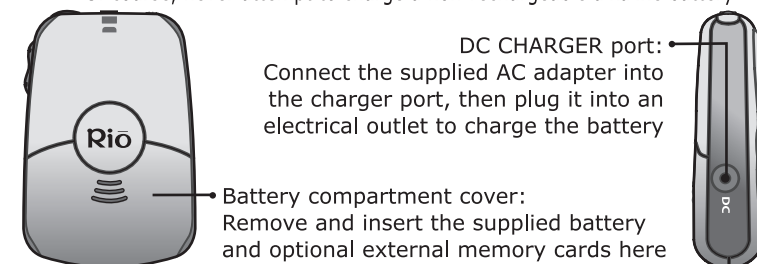 DC CHARGER port:
Connect the supplied AC adapter into
the charger port, then plug it into an
electrical outlet to charge the battery
Rio
DC
Battery compartment cover:
Remove and insert the supplied battery
and optional external memory cards here